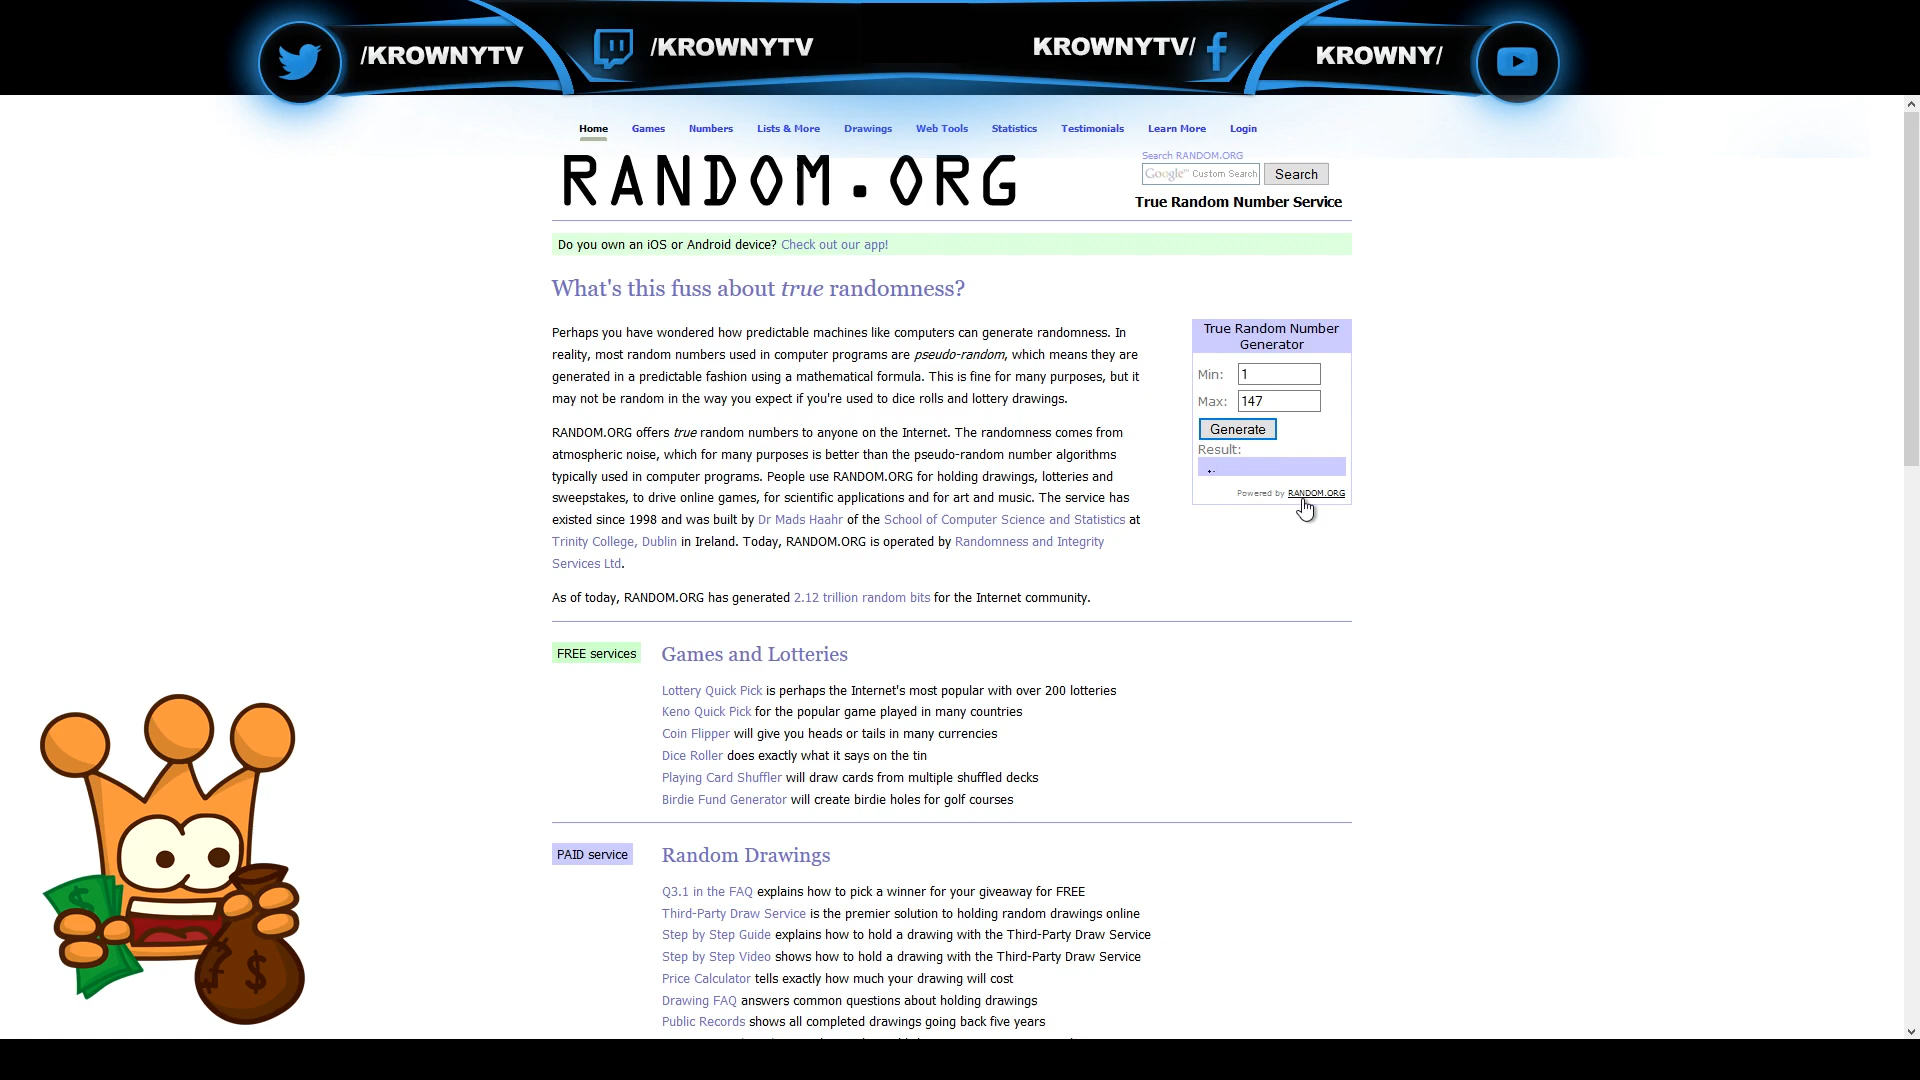 /KROWNYTV
/KROWNYTV
KROWNYTV/
KROWNY/
Home Games Numbers Lists & More Drawings Web Tools Statistics Testimonials Learn More Login
RANDOM.ORG
Search RANDOM.ORG
Google™ Custom Search Search
True Random Number Service
Do you own an iOS or Android device? Check out our app!
What's this fuss about true randomness?
Perhaps you have wondered how predictable machines like computers can generate randomness. In
reality, most random numbers used in computer programs are pseudo-random, which means they are
generated in a predictable fashion using a mathematical formula. This is fine for many purposes, but it
may not be random in the way you expect if you're used to dice rolls and lottery drawings.
RANDOM.ORG offers true random numbers to anyone on the Internet. The randomness comes from
atmospheric noise, which for many purposes is better than the pseudo-random number algorithms
typically used in computer programs. People use RANDOM.ORG for holding drawings, lotteries and
sweepstakes, to drive online games, for scientific applications and for art and music. The service has
existed since 1998 and was built by Dr Mads Haahr of the School of Computer Science and Statistics at
Trinity College, Dublin in Ireland. Today, RANDOM.ORG is operated by Randomness and Integrity
Services Ltd.
As of today, RANDOM.ORG has generated 2.12 trillion random bits for the Internet community.
True Random Number
Generator
Min: 1
Max: 147
Generate
Result:
Powered by RANDOM.ORG
FREE services
Games and Lotteries
Lottery Quick Pick is perhaps the Internet's most popular with over 200 lotteries
Keno Quick Pick for the popular game played in many countries
Coin Flipper will give you heads or tails in many currencies
Dice Roller does exactly what it says on the tin
Playing Card Shuffler will draw cards from multiple shuffled decks
Birdie Fund Generator will create birdie holes for golf courses
PAID service
Random Drawings
Q3.1 in the FAQ explains how to pick a winner for your giveaway for FREE
Third-Party Draw Service is the premier solution to holding random drawings online
Step by Step Guide explains how to hold a drawing with the Third-Party Draw Service
Step by Step Video shows how to hold a drawing with the Third-Party Draw Service
Price Calculator tells exactly how much your drawing will cost
Drawing FAQ answers common questions about holding drawings
Public Records shows all completed drawings going back five years
$
$